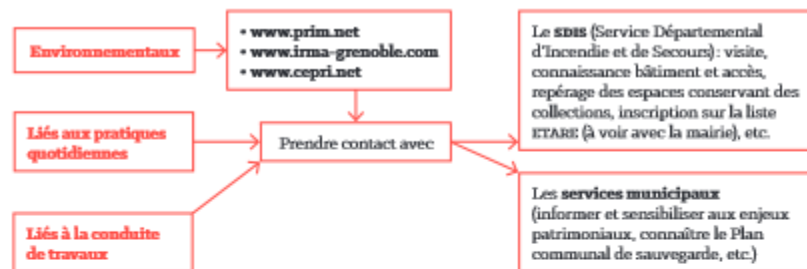 Environnementaux
• www.prim.net
• www.irma-grenoble.com
• www.cepri.net
Liés aux pratiques
quotidiennes
Liés à la conduite
de travaux
Prendre contact avec
Le SDIS (Service Départemental
d'Incendie et de Secours) : visite,
connaissance bâtiment et accès,
repérage des espaces conservant des
collections, inscription sur la liste
ETARE (à voir avec la mairie), etc.
Les services municipaux
(informer et sensibiliser aux enjeux
patrimoniaux, connaître le Plan
communal de sauvegarde, etc.)